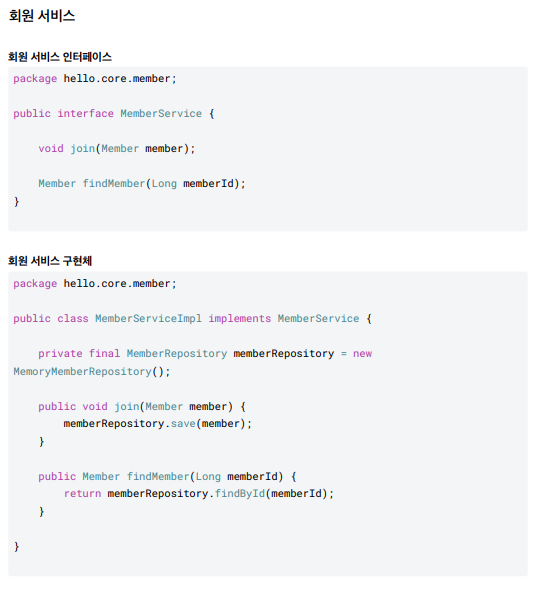 회원 서비스
회원 서비스 인터페이스
package hello.core.member;
public interface MemberService {
    void join(Member member);
    Member findMember(Long memberId);
}
회원 서비스 구현체
package hello.core.member;
public class MemberServiceImpl implements MemberService {
    private final MemberRepository memberRepository = new
MemoryMemberRepository();
    public void join(Member member) {
        memberRepository.save(member);
    }
    public Member findMember(Long memberId) {
        return memberRepository.findById(memberId);
    }
}